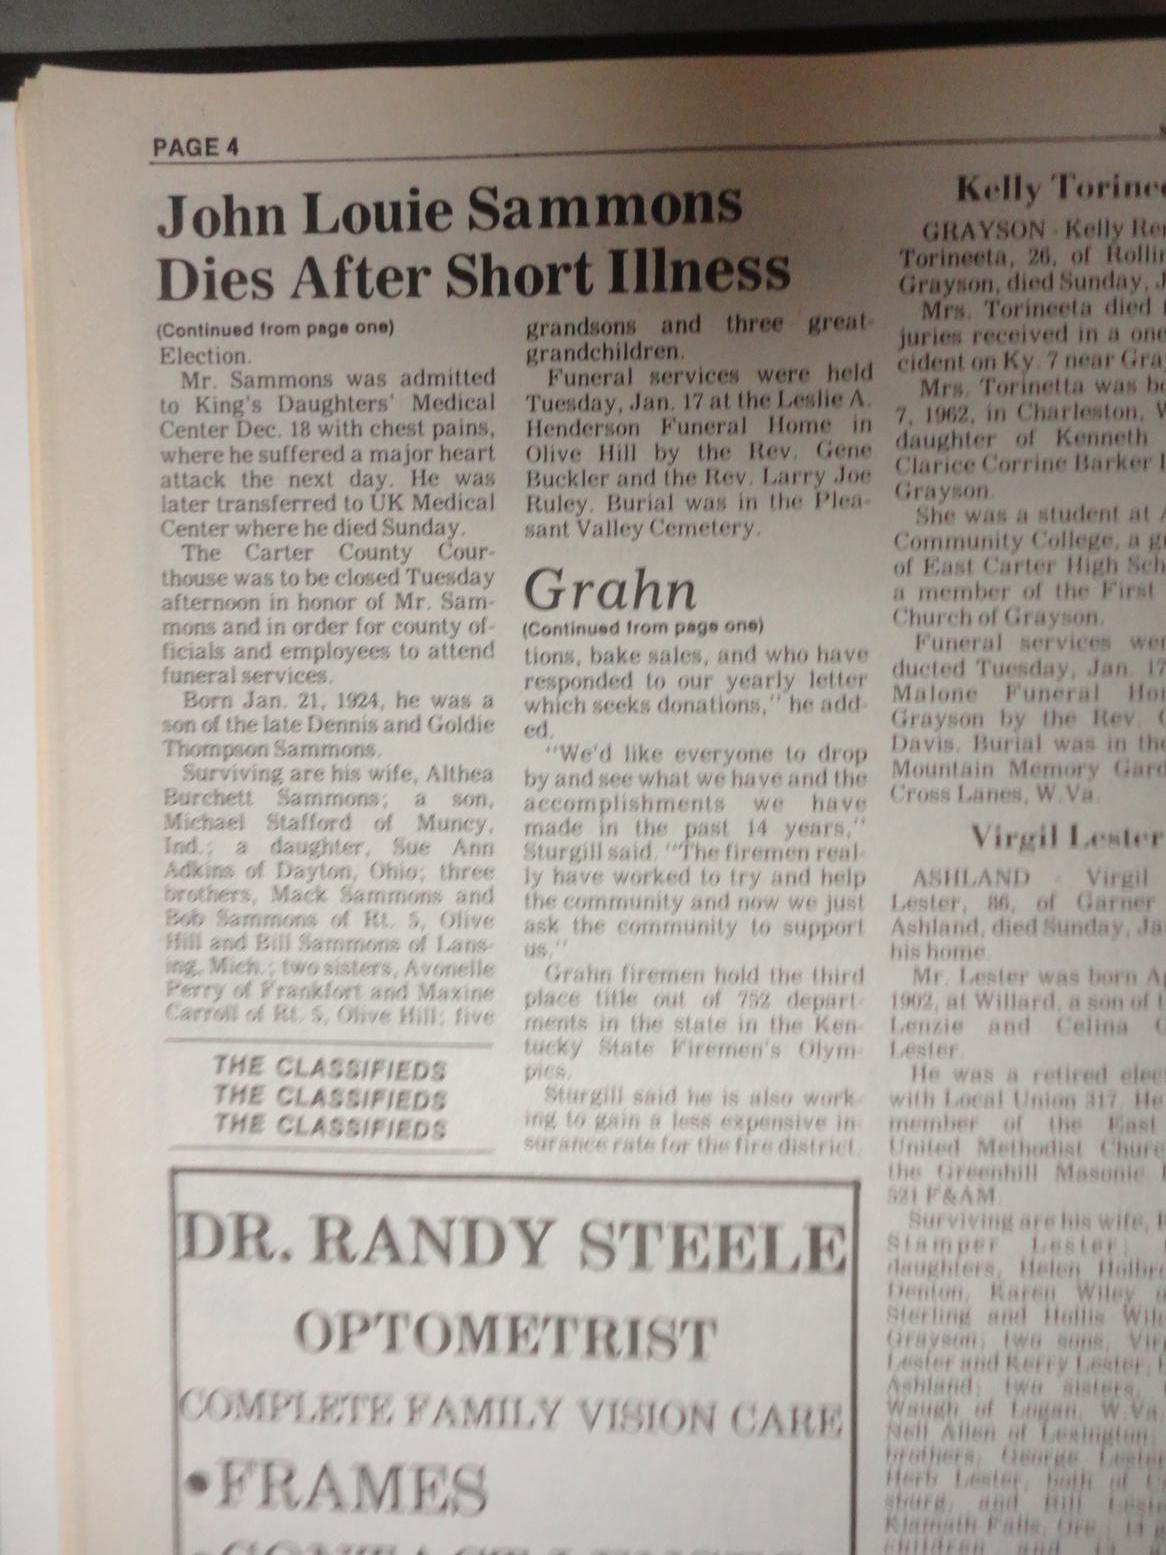 PAGE 4
John Louie Sammons
Dies After Short Illness
(Continued from page one)
Election.
Mr. Sammons was admitted
to King's Daughters' Medical
Center Dec. 18 with chest pains,
where he suffered a major heart
attack the next day. He was
later transferred to UK Medical
Center where he died Sunday.
The Carter County Cour-
thouse was to be closed Tuesday
afternoon in honor of Mr. Sam-
mons and in order for county of-
ficials and employees to attend
funeral services.
Born Jan. 21, 1924, he was a
son of the late Dennis and Goldie
Thompson Sammons.
Surviving are his wife, Althea
Burchett Sammons; a son,
Michael Stafford of Muncy,
Ind.; a daughter, Sue Ann
Adkins of Dayton, Ohio; three
brothers, Mack Sammons and
Bob Sammons of Rt. 5, Olive
Hill and Bill Sammons of Lans-
ing, Mich.; two sisters, Avonelle
Perry of Frankfort and Maxine
Carroll of Rt. 5, Olive Hill; five
grandsons and three great-
grandchildren.
Funeral services were held
Tuesday, Jan. 17 at the Leslie A.
Henderson Funeral Home in
Olive Hill by the Rev. Gene
Buckler and the Rev. Larry Joe
Ruley. Burial was in the Plea-
sant Valley Cemetery.
THE CLASSIFIEDS
THE CLASSIFIEDS
THE CLASSIFIEDS
Grahn
(Continued from page one)
tions, bake sales, and who have
responded to our yearly letter
which seeks donations," he add-
ed.
"We'd like everyone to drop
by and see what we have and the
accomplishments we have
made in the past 14 years,"
Sturgill said. "The firemen real-
ly have worked to try and help
the community and now we just
ask the community to support
us."
Grahn firemen hold the third
place title out of 752 depart-
ments in the state in the Ken-
tucky State Firemen's Olym-
pics.
Sturgill said he is also work-
ing to gain a less expensive in-
surance rate for the fire district.
DR. RANDY STEELE
OPTOMETRIST
COMPLETE FAMILY VISION CARE
•FRAMES
Kelly
GRAYSON - Kelly
Torineeta, 26, of
Grayson, died Sunday,
Mrs. Torineeta died
juries received in a
cident on Ky. 7 near
Mrs. Torinetta was
7, 1962, in Charleston,
daughter of Kenneth
Clarice Corrine Barker
Grayson.
She was a student at
Community College, a
of East Carter High
a member of the First
Church of Grayson.
Funeral services
ducted Tuesday, Jan. 17
Malone Funeral
Grayson by the Rev.
Davis. Burial was in the
Mountain Memory
Cross Lanes, W.Va.
Virgil Lester
ASHLAND - Virgil
Lester, 86, of Garner
Ashland, died Sunday,
his home.
Mr. Lester was born
1902, at Willard, a son of
Lenzie and Celina
Lester.
He was a retired
with Local Union 317. He
member of the East
United Methodist
the Greenhill Masonic
521 F&AM.
Surviving are his wife,
Stamper Lester;
daughters, Helen
Denton, Karen Wiley
Sterling and Hollis
Grayson; two sons,
Lester and Kerry Lester,
Ashland; two sisters,
Waugh of Logan, W.Va.
Nell Allen of Lexington;
brothers, George
Herb Lester, both of
and Bill
Klamath Falls, Ore.; 14